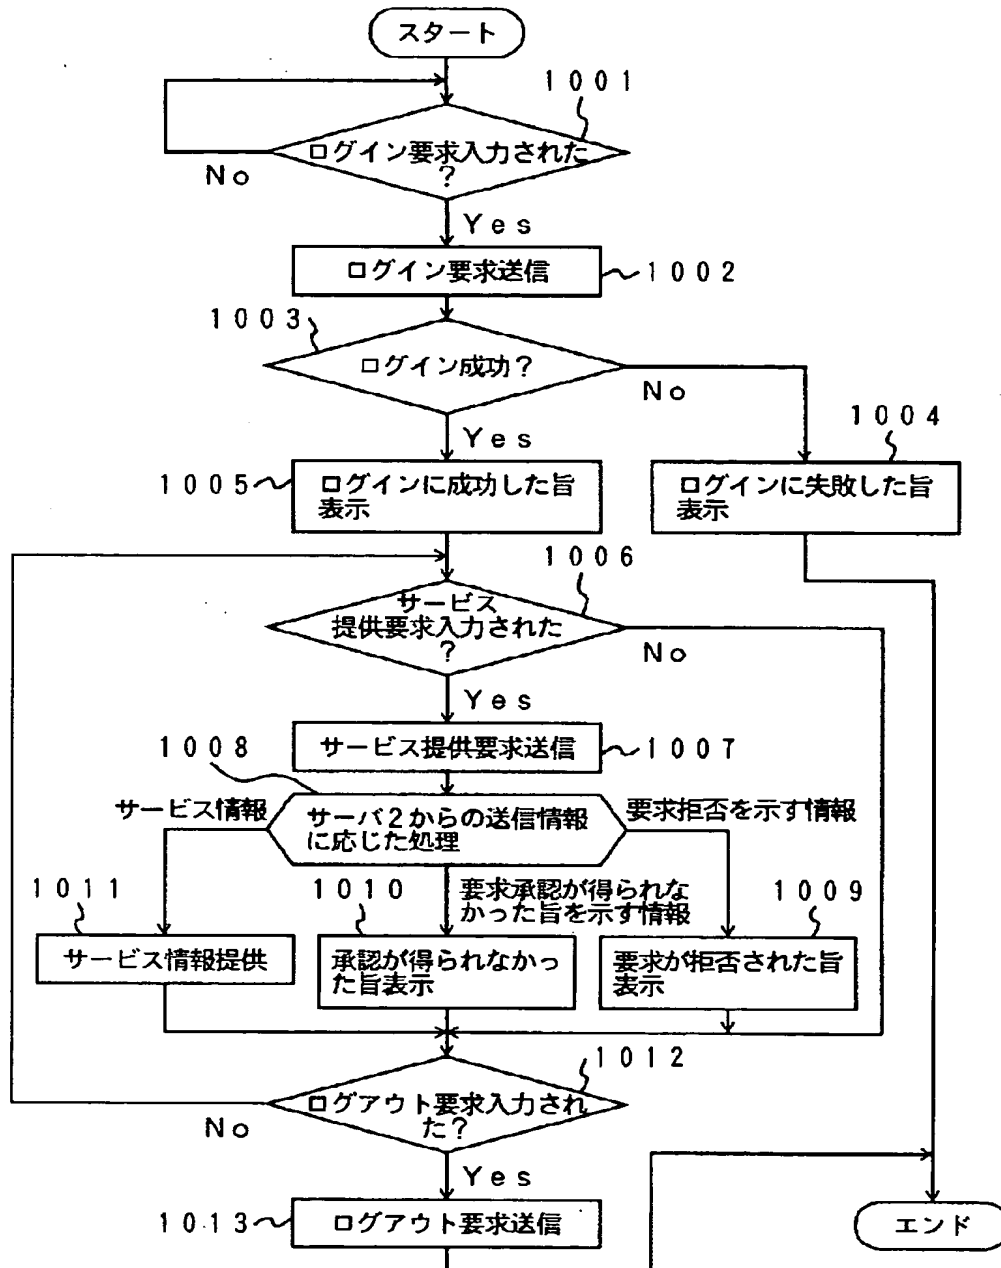 スタート
1001
ログイン要求入力された
?
No
Yes
ログイン要求送信
1002
1003
ログイン成功?
No
Yes
1004
1005
ログインに成功した旨
表示
ログインに失敗した旨
表示
1006
サービス
提供要求入力された
?
No
Yes
1008
サービス提供要求送信
1007
サービス情報
サーバ2からの送信情報
に応じた処理
要求拒否を示す情報
1011
1010
要求承認が得られな
かった旨を示す情報
1009
サービス情報提供
承認が得られなかっ
た旨表示
要求が拒否された旨
表示
1012
ログアウト要求入力され
た?
No
Yes
1013
ログアウト要求送信
エンド